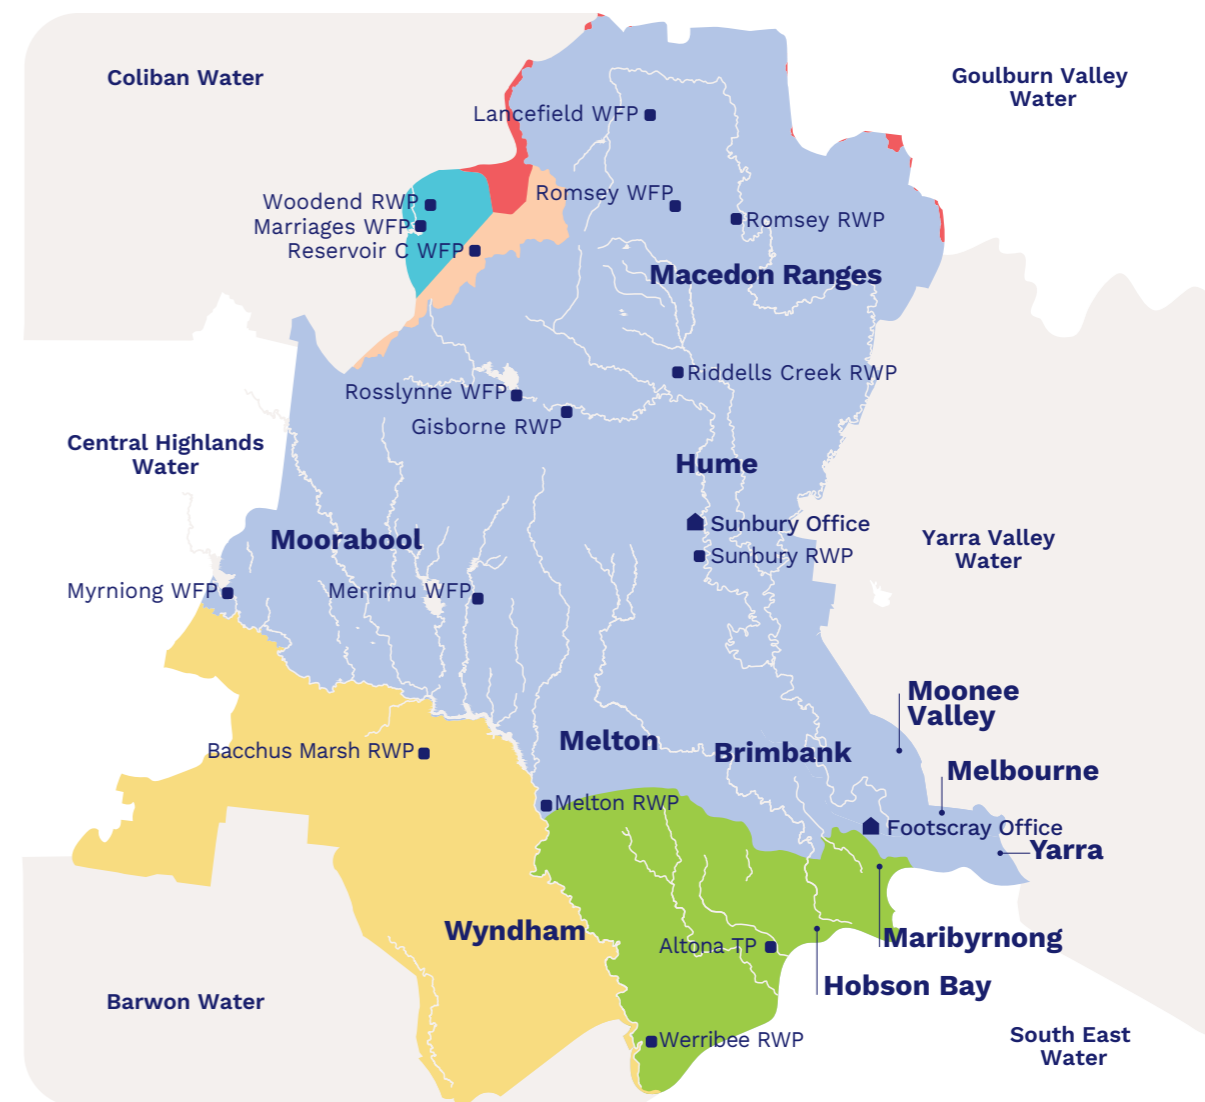 Coliban Water
Goulburn Valley
Water
Lancefield WFP
Woodend RWP
Romsey WFP
Marriages WFP
Romsey RWP
Reservoir C WFP
Macedon Ranges
Riddells Creek RWP
Rosslynne WFP
Gisborne RWP
Central Highlands
Water
Hume
Sunbury Office
Moorabool
Yarra Valley
Water
Sunbury RWP
Myrniong WFP
Merrimu WFP
Moonee
Valley
Melton
Brimbank
Bacchus Marsh RWP
Melbourne
Melton RWP
Footscray Office
Yarra
Wyndham
Maribyrnong
Altona TP
Hobson Bay
Barwon Water
Werribee RWP
South East
Water